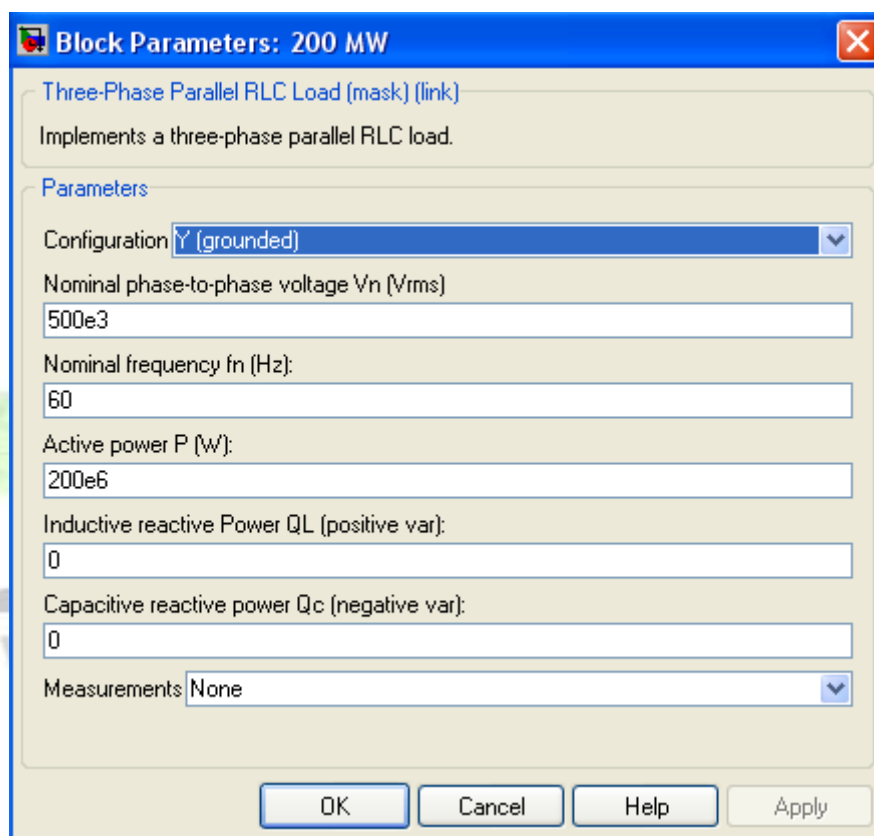 Block Parameters: 200 MW
Three-Phase Parallel RLC Load (mask) (link)
Implements a three-phase parallel RLC load.
Parameters
Configuration Y (grounded)
Nominal phase-to-phase voltage Vn (Vrms)
500e3
Nominal frequency fn (Hz):
60
Active power P (W):
200e6
Inductive reactive Power QL (positive var):
0
Capacitive reactive power Qc (negative var):
0
Measurements None
OK Cancel Help Apply